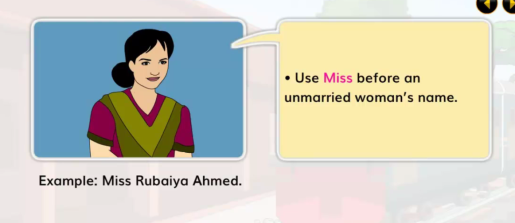 • Use Miss before an
unmarried woman's name.
Example: Miss Rubaiya Ahmed.